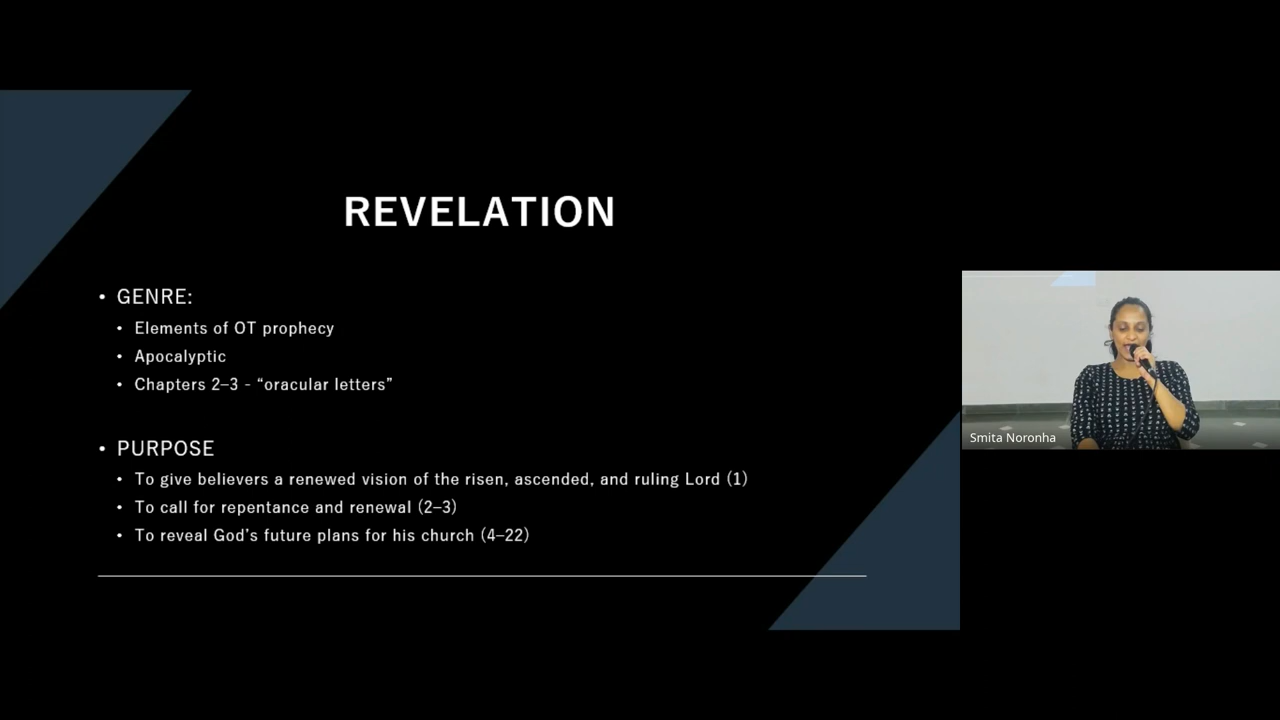 REVELATION
• GENRE:
• Elements of OT prophecy
• Apocalyptic
• Chapters 2–3 - “oracular letters”
• PURPOSE
• To give believers a renewed vision of the risen, ascended, and ruling Lord (1)
• To call for repentance and renewal (2–3)
• To reveal God’s future plans for his church (4–22)
Smita Noronha